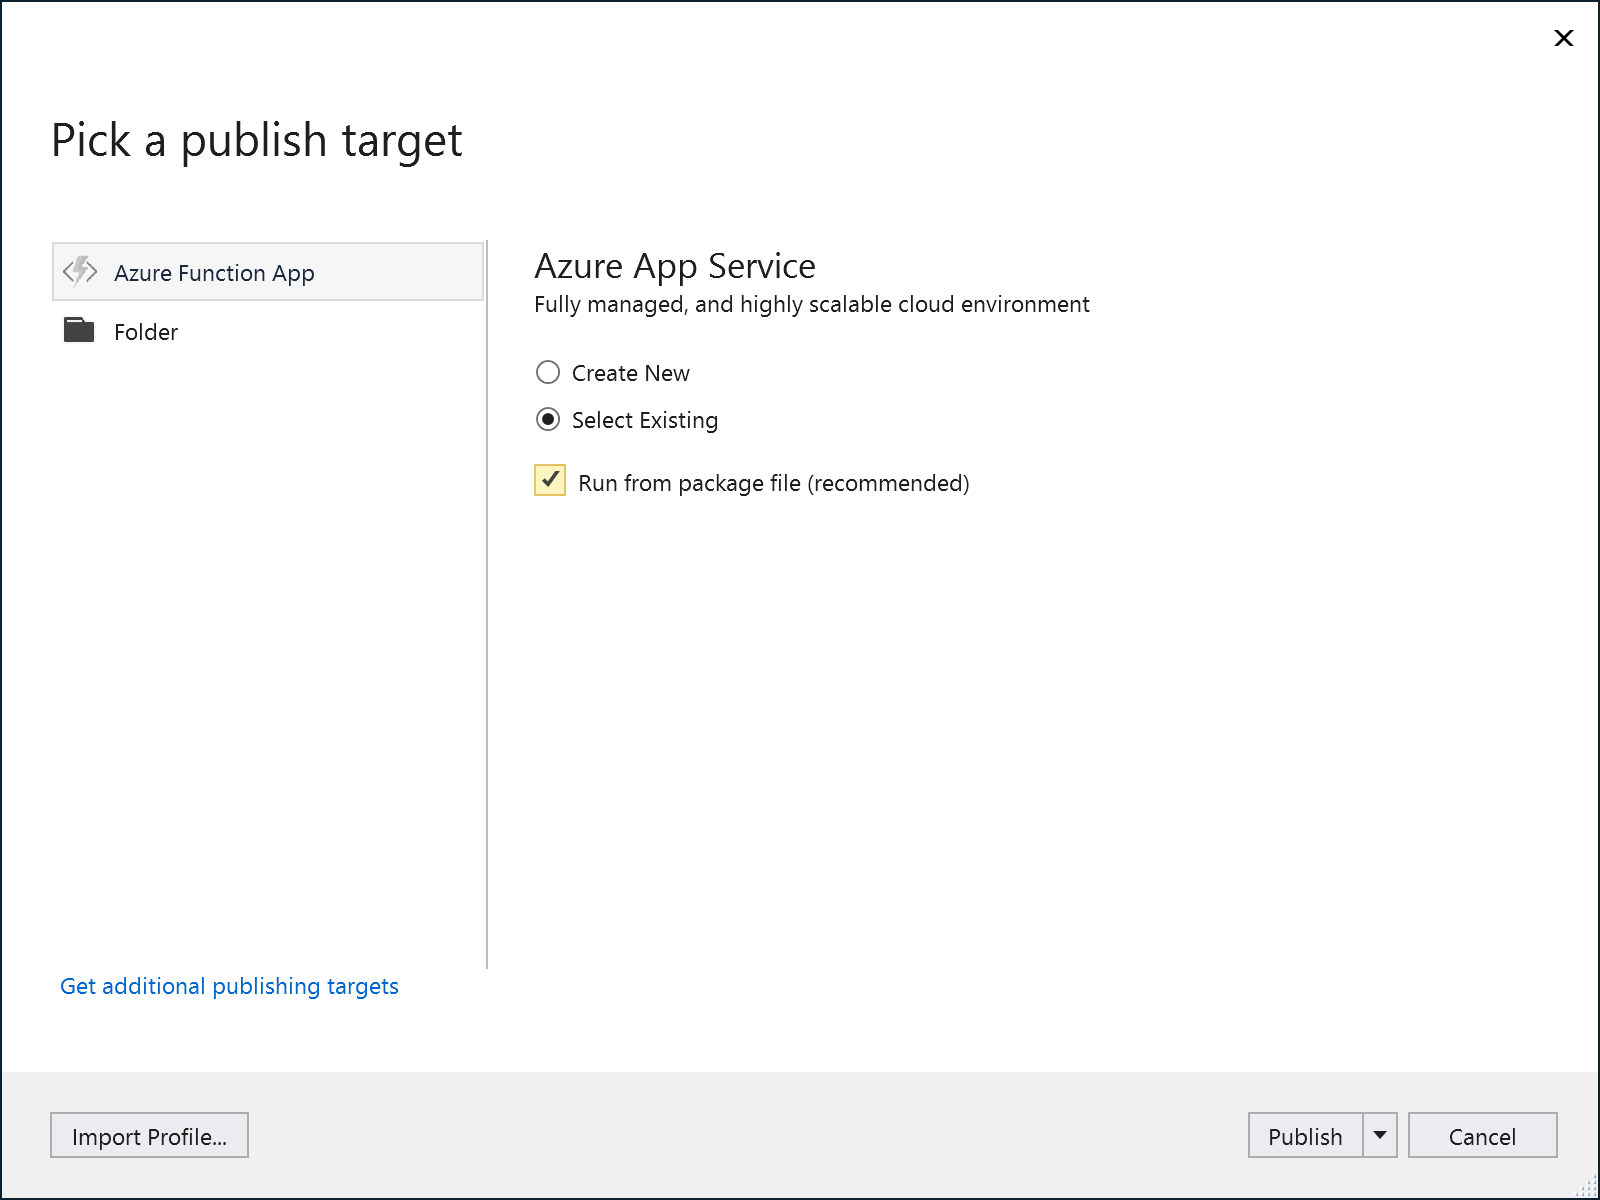 Pick a publish target
Azure Function App
Folder
Get additional publishing targets
Azure App Service
Fully managed, and highly scalable cloud environment
Create New
Select Existing
Run from package file (recommended)
Import Profile...
Publish
Cancel